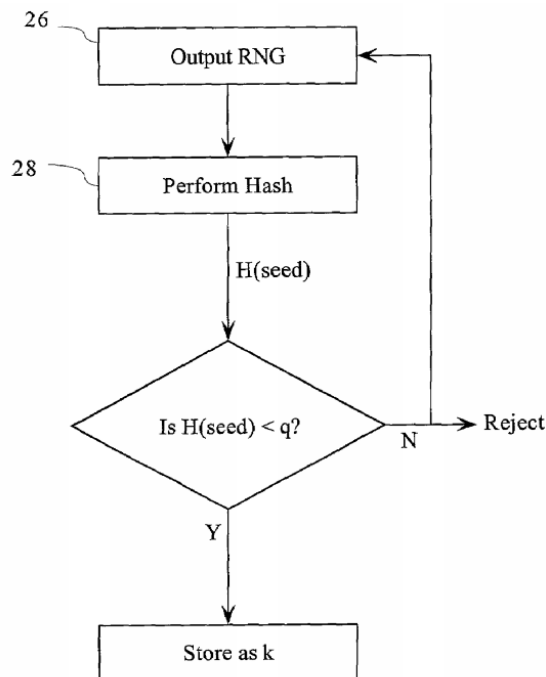 26
Output RNG
28
Perform Hash
H(seed)
Is H(seed) < q?
N
Reject
Y
Store as k